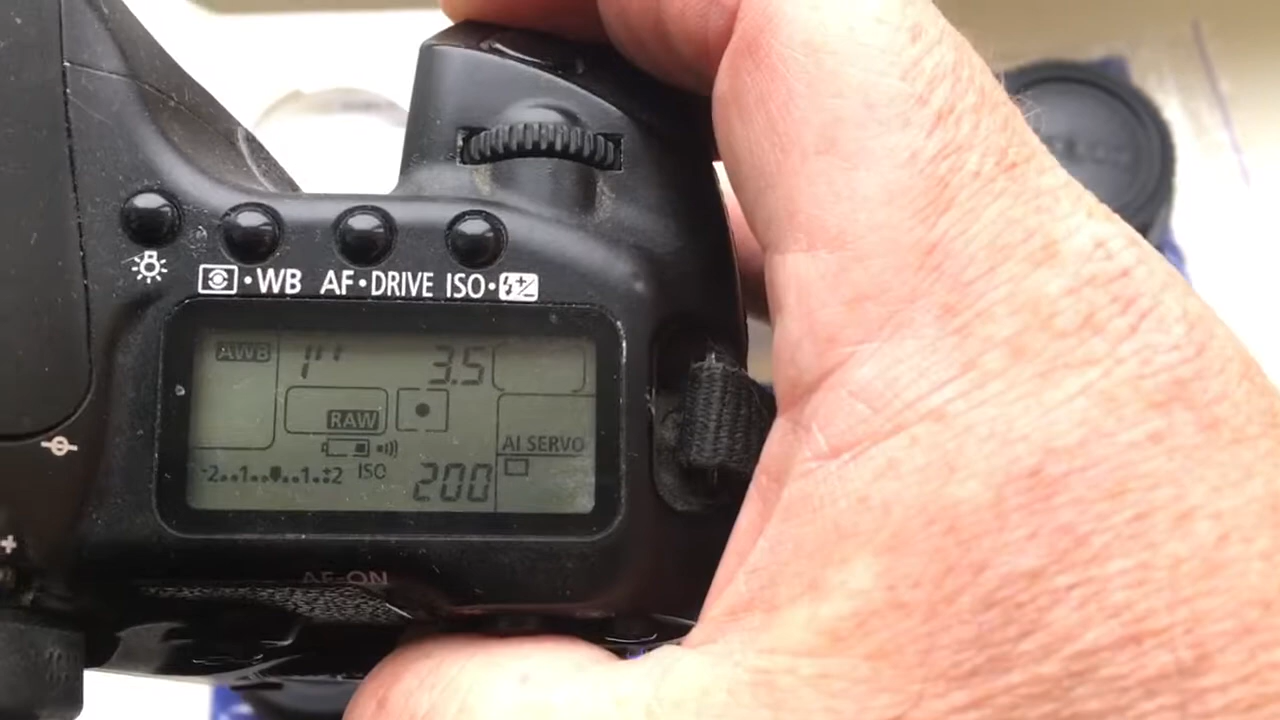 WB AF•DRIVE ISO•
AWB 1" 3.5
RAW
AI SERVO
-2..1..▼..1.:2 ISO 200
AF-ON